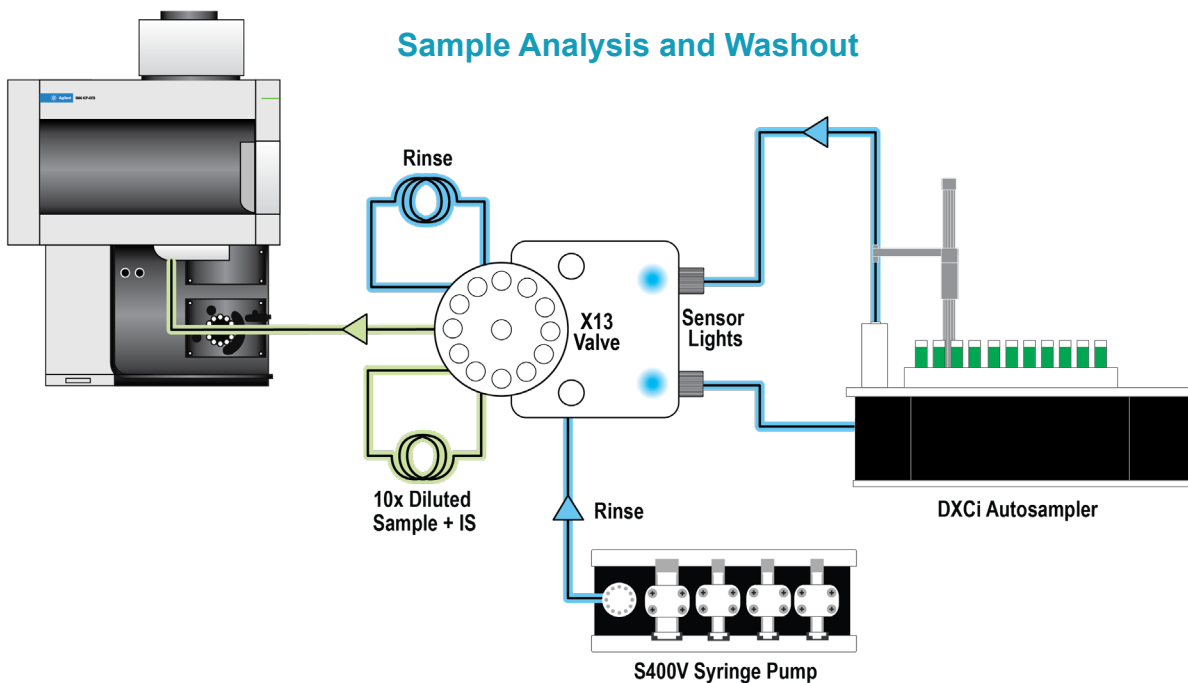 Sample Analysis and Washout
Agilent
Rinse
X13
Valve
Sensor
Lights
10x Diluted
Sample + IS
Rinse
DXCi Autosampler
S400V Syringe Pump